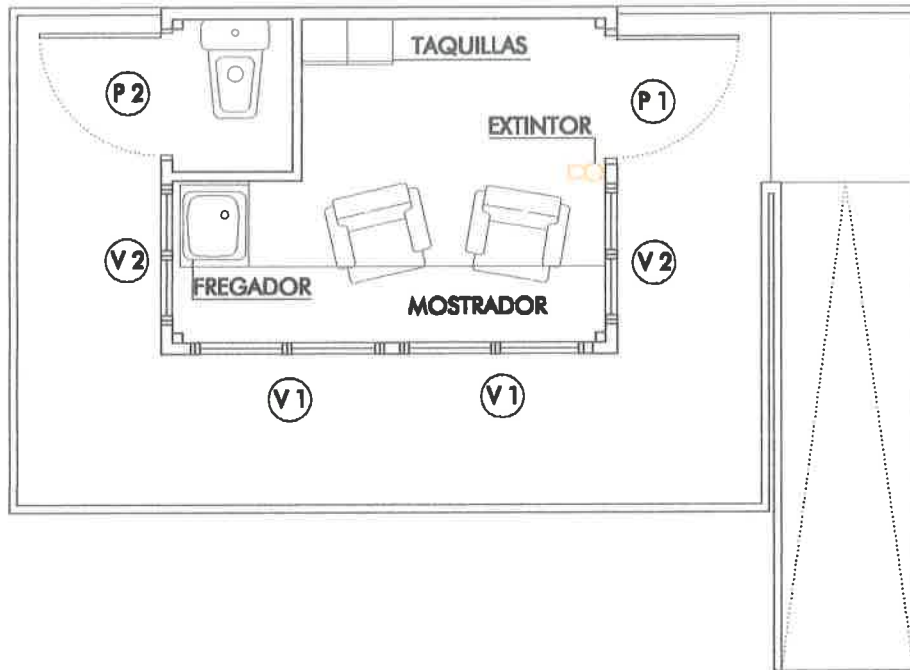 TAQUILLAS
P 2
P 1
EXTINTOR
V 2
V 2
FREGADOR
MOSTRADOR
V 1
V 1